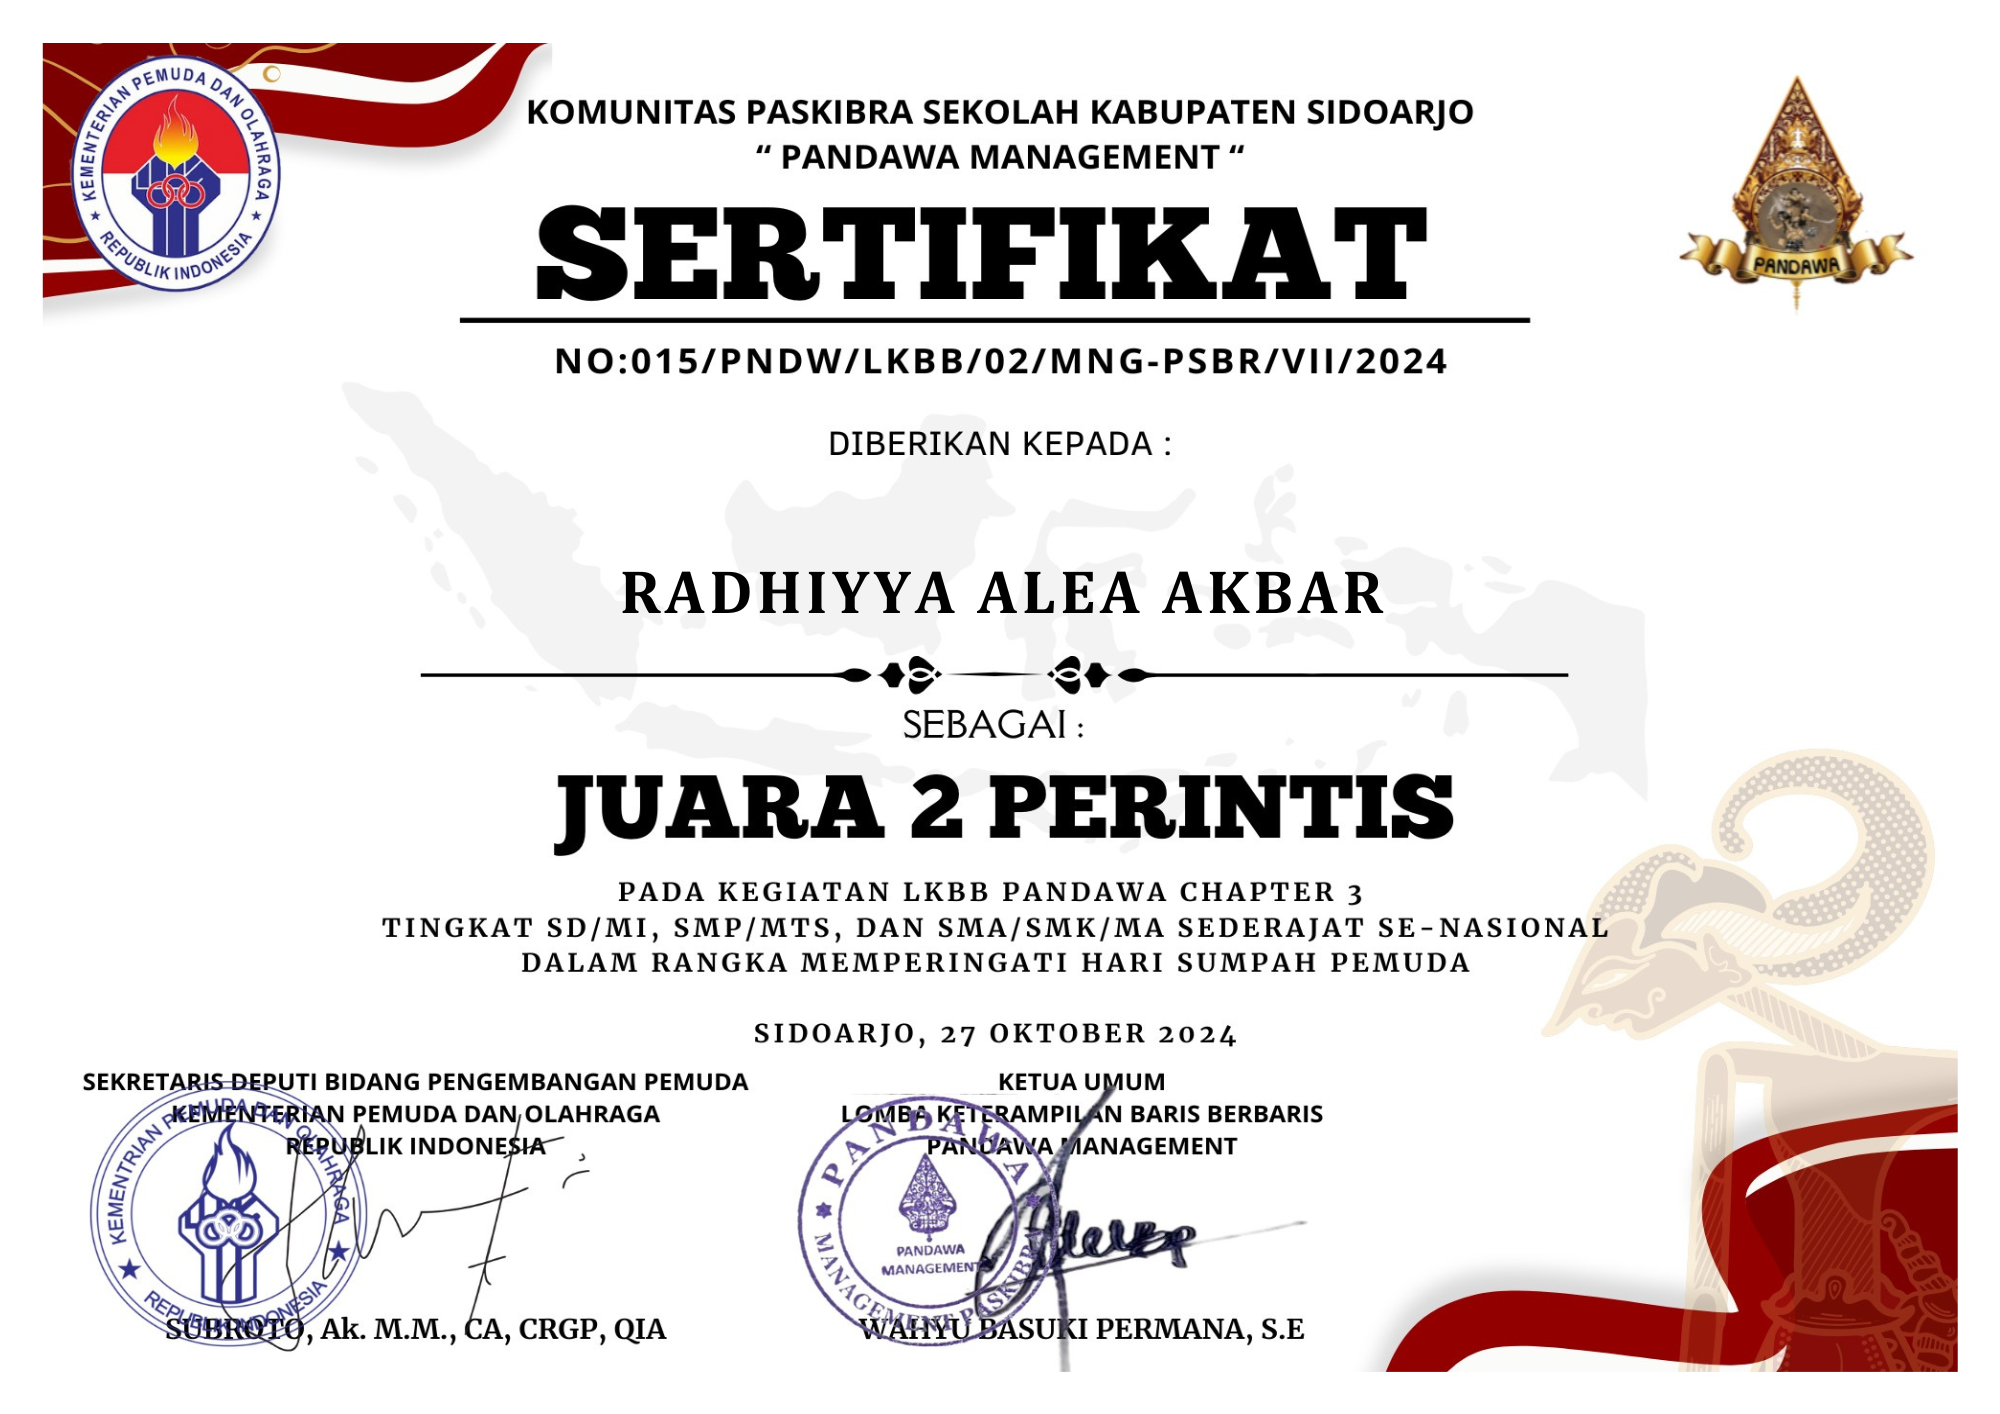 KEMENTERIAN PEMUDA DAN OLAHRAGA
REPUBLIK INDONESIA
KOMUNITAS PASKIBRA SEKOLAH KABUPATEN SIDOARJO
“ PANDAWA MANAGEMENT “
PANDAWA
SERTIFIKAT
NO:015/PNDW/LKBB/02/MNG-PSBR/VII/2024
DIBERIKAN KEPADA :
RADHIYYA ALEA AKBAR
SEBAGAI :
JUARA 2 PERINTIS
PADA KEGIATAN LKBB PANDAWA CHAPTER 3
TINGKAT SD/MI, SMP/MTS, DAN SMA/SMK/MA SEDERAJAT SE-NASIONAL
DALAM RANGKA MEMPERINGATI HARI SUMPAH PEMUDA
SIDOARJO, 27 OKTOBER 2024
SEKRETARIS DEPUTI BIDANG PENGEMBANGAN PEMUDA
KEMENTERIAN PEMUDA DAN OLAHRAGA
REPUBLIK INDONESIA
KEMENTRIAN PEMUDA DAN OLAHRAGA
REPUBLIK INDONESIA
SUBROTO, Ak. M.M., CA, CRGP, QIA
KETUA UMUM
LOMBA KETERAMPILAN BARIS BERBARIS
PANDAWA MANAGEMENT
PANDAWA
PANDAWA
MANAGEMENT
MANAGEMENT PASKIBRA
WAHYU BASUKI PERMANA, S.E